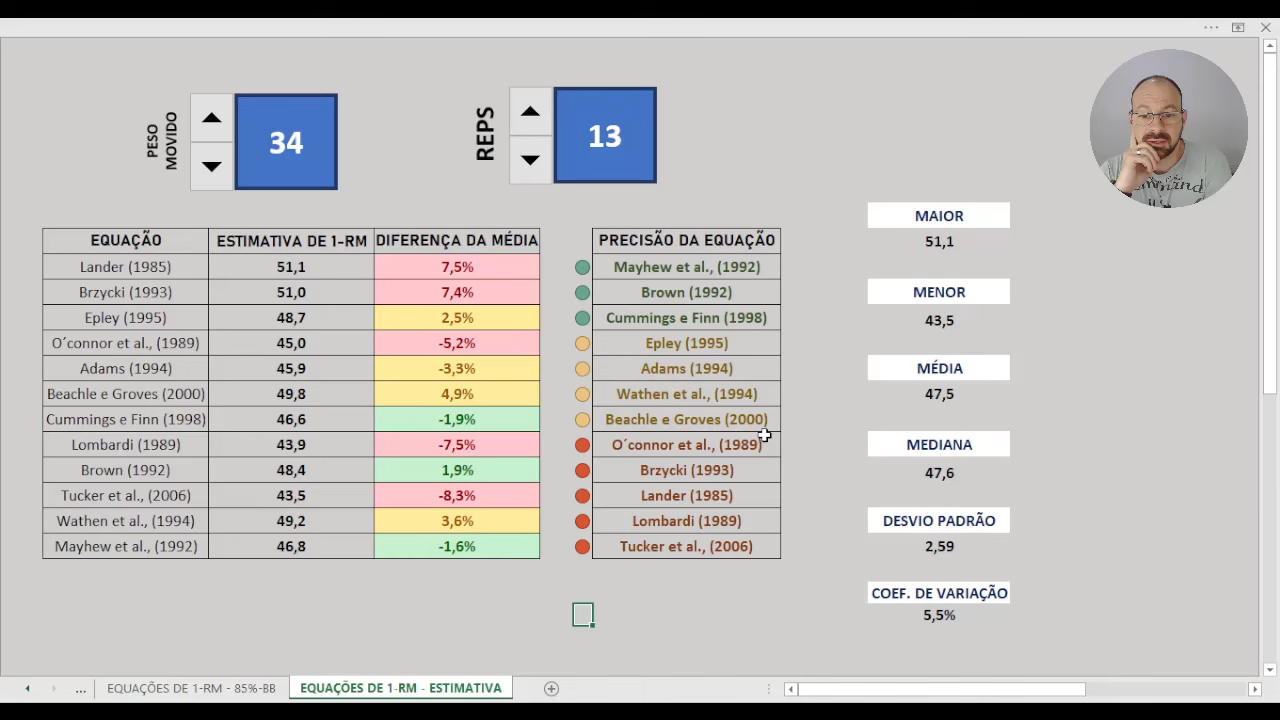 PESO MOVIDO
34
REPS
13
EQUAÇÃO ESTIMATIVA DE 1-RM DIFERENÇA DA MÉDIA
Lander (1985) 51,1 7,5%
Brzycki (1993) 51,0 7,4%
Epley (1995) 48,7 2,5%
O´connor et al., (1989) 45,0 -5,2%
Adams (1994) 45,9 -3,3%
Beachle e Groves (2000) 49,8 4,9%
Cummings e Finn (1998) 46,6 -1,9%
Lombardi (1989) 43,9 -7,5%
Brown (1992) 48,4 1,9%
Tucker et al., (2006) 43,5 -8,3%
Wathen et al., (1994) 49,2 3,6%
Mayhew et al., (1992) 46,8 -1,6%
PRECISÃO DA EQUAÇÃO
Mayhew et al., (1992)
Brown (1992)
Cummings e Finn (1998)
Epley (1995)
Adams (1994)
Wathen et al., (1994)
Beachle e Groves (2000)
O´connor et al., (1989)
Brzycki (1993)
Lander (1985)
Lombardi (1989)
Tucker et al., (2006)
MAIOR
51,1
MENOR
43,5
MÉDIA
47,5
MEDIANA
47,6
DESVIO PADRÃO
2,59
COEF. DE VARIAÇÃO
5,5%
... EQUAÇÕES DE 1-RM - 85%-BB EQUAÇÕES DE 1-RM - ESTIMATIVA